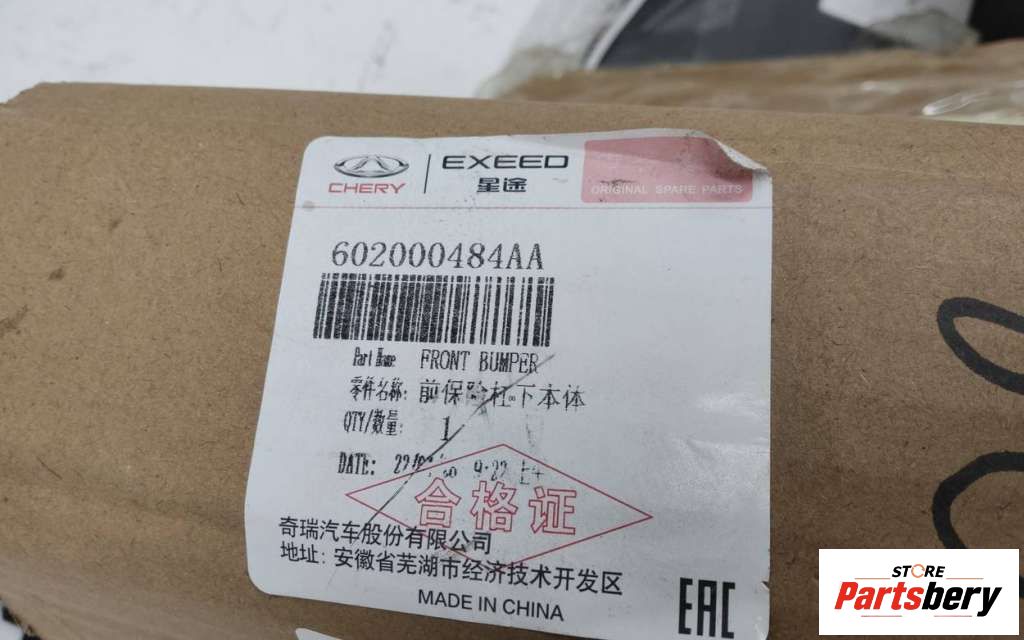 CHERY
EXEED
星途
ORIGINAL SPARE PARTS
602000484AA
Part Name: FRONT BUMPER
零件名称: 前保险杠-下本体
QTY/数量: 1
DATE:
合格证
奇瑞汽车股份有限公司
地址: 安徽省芜湖市经济技术开发区
MADE IN CHINA
EAC
STORE
Partsbery